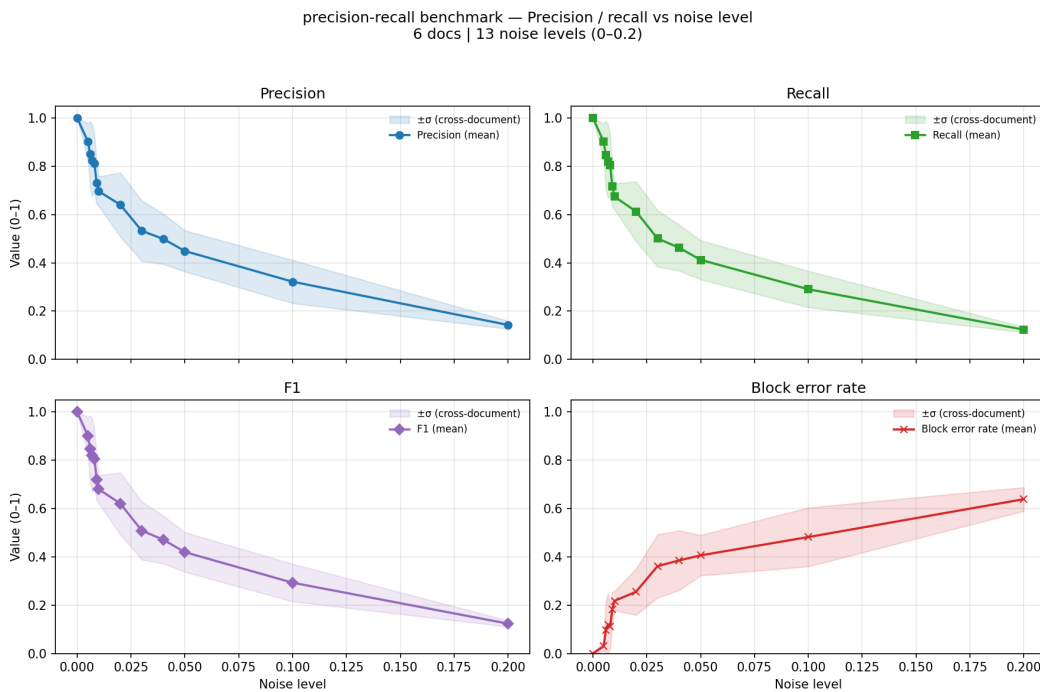 precision-recall benchmark — Precision / recall vs noise level
6 docs | 13 noise levels (0–0.2)
Precision
Value (0–1)
1.0
0.8
0.6
0.4
0.2
0.0
±σ (cross-document)
Precision (mean)
Recall
1.0
0.8
0.6
0.4
0.2
0.0
±σ (cross-document)
Recall (mean)
F1
Value (0–1)
1.0
0.8
0.6
0.4
0.2
0.0
±σ (cross-document)
F1 (mean)
0.000 0.025 0.050 0.075 0.100 0.125 0.150 0.175 0.200
Noise level
Block error rate
1.0
0.8
0.6
0.4
0.2
0.0
±σ (cross-document)
Block error rate (mean)
0.000 0.025 0.050 0.075 0.100 0.125 0.150 0.175 0.200
Noise level